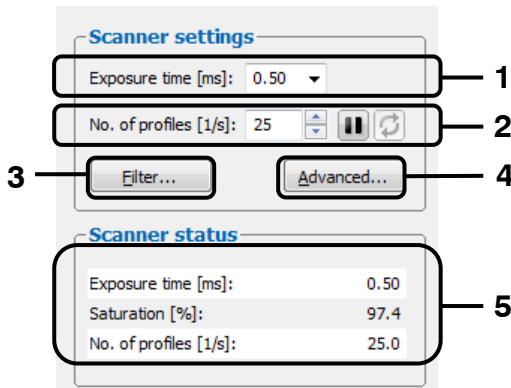 Scanner settings
Exposure time [ms]: 0.50 1
No. of profiles [1/s]: 25 2
3 Filter... Advanced... 4
Scanner status
Exposure time [ms]: 0.50
Saturation [%]: 97.4 5
No. of profiles [1/s]: 25.0